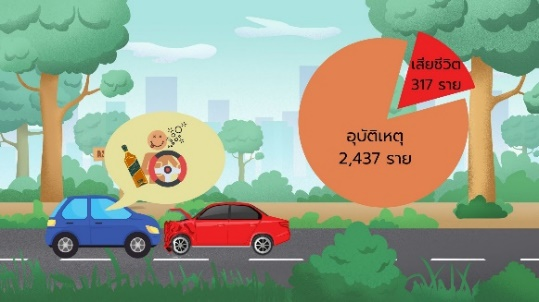 เสียชีวิต
317 ราย
อุบัติเหตุ
2,437 ราย